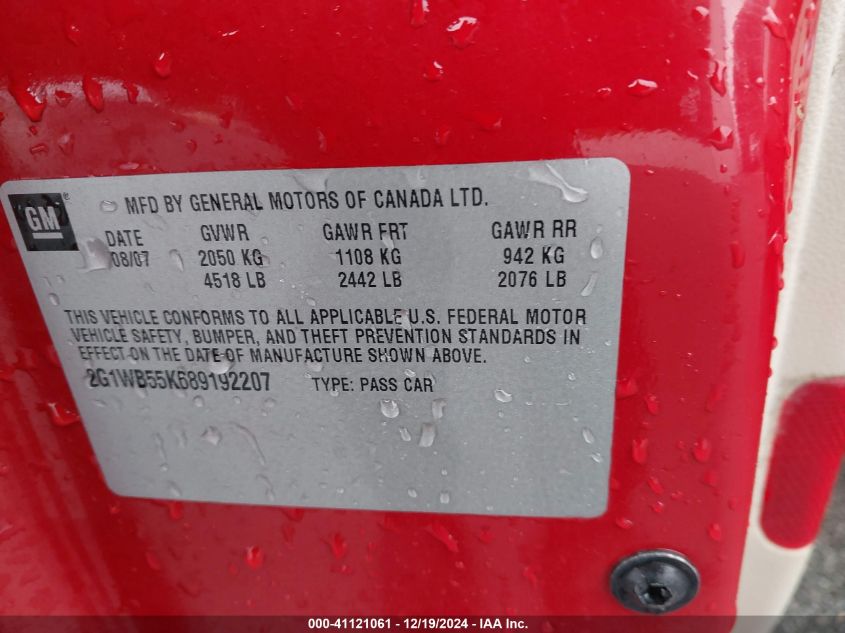 GM ®
MFD BY GENERAL MOTORS OF CANADA LTD.
DATE GVWR GAWR FRT GAWR RR
08/07 2050 KG 1108 KG 942 KG
4518 LB 2442 LB 2076 LB
THIS VEHICLE CONFORMS TO ALL APPLICABLE U.S. FEDERAL MOTOR
VEHICLE SAFETY, BUMPER, AND THEFT PREVENTION STANDARDS IN
EFFECT ON THE DATE OF MANUFACTURE SHOWN ABOVE.
2G1WB55K689192207 TYPE: PASS CAR
000-41121061 - 12/19/2024 - IAA Inc.